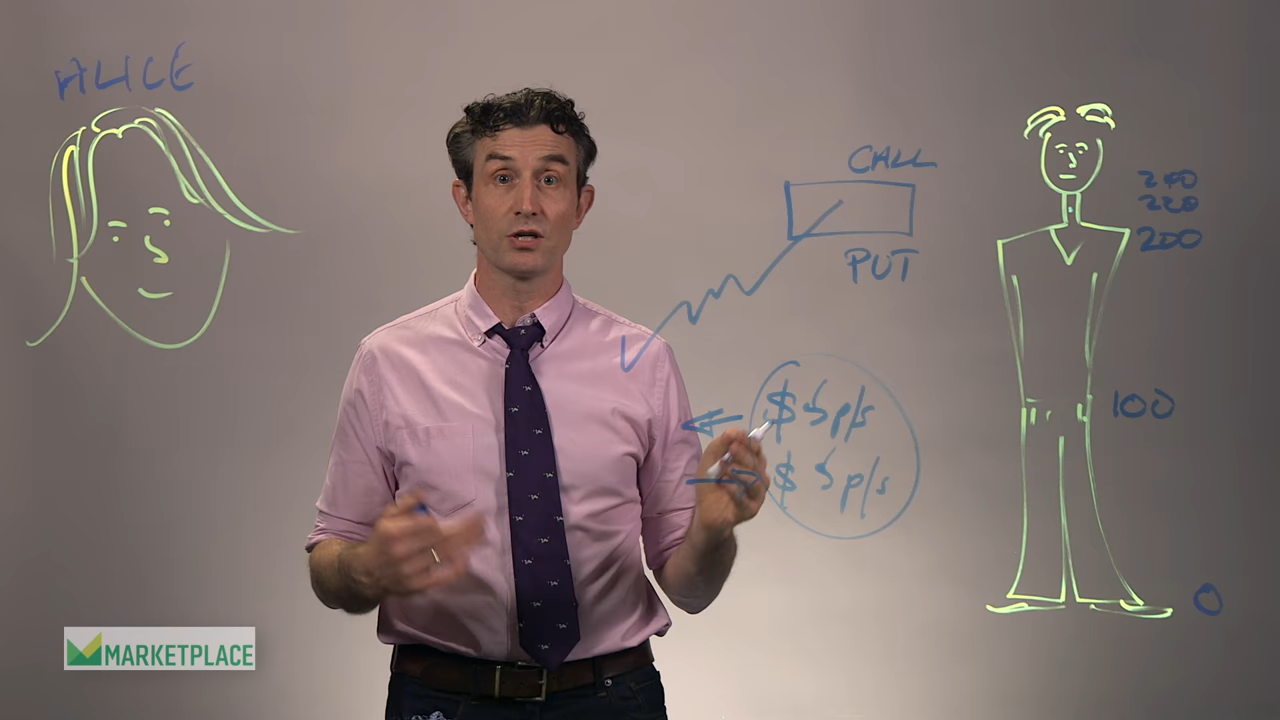 ALICE
CALL
PUT
240
220
200
100
$5 p/s
$5 p/s
0
MARKETPLACE